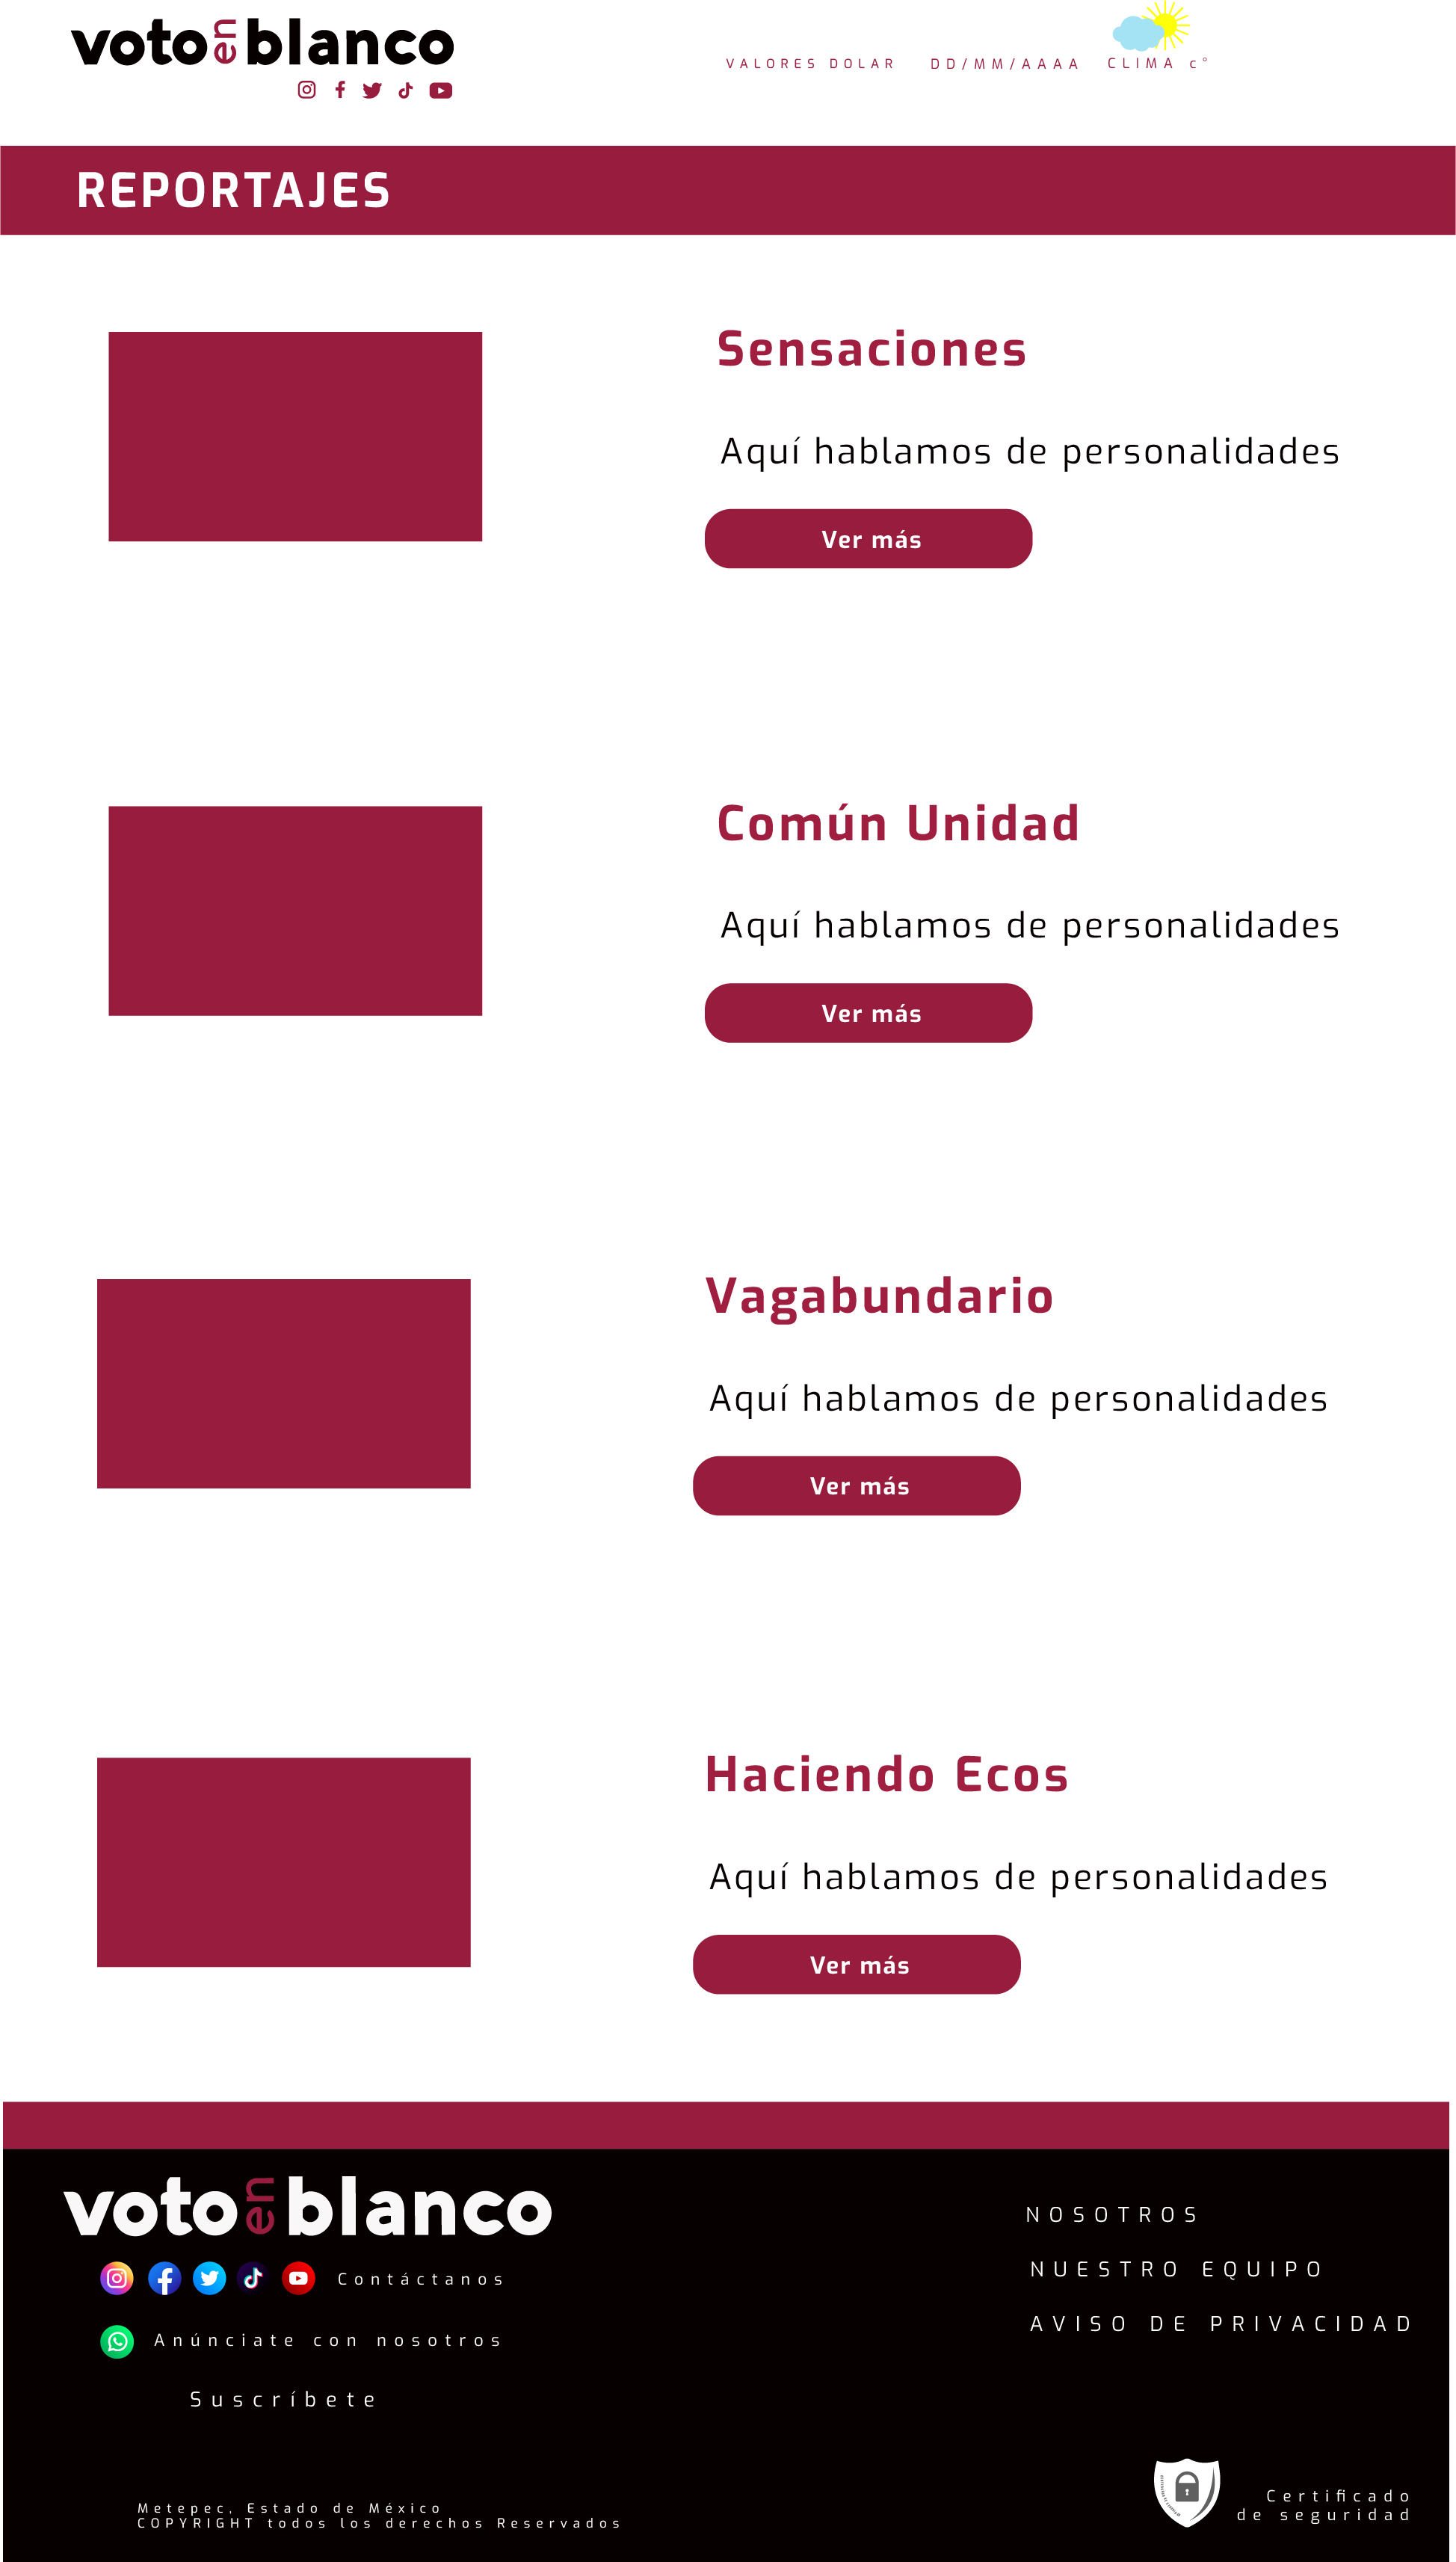 voto en blanco
VALORES DOLAR DD/MM/AAAA CLIMA c°
REPORTAJES
Sensaciones
Aquí hablamos de personalidades
Ver más
Común Unidad
Aquí hablamos de personalidades
Ver más
Vagabundario
Aquí hablamos de personalidades
Ver más
Haciendo Ecos
Aquí hablamos de personalidades
Ver más
voto en blanco
Contáctanos
Anúnciate con nosotros
Suscríbete
NOSOTROS
NUESTRO EQUIPO
AVISO DE PRIVACIDAD
Metepec, Estado de México
COPYRIGHT todos los derechos Reservados
Certificado
de seguridad